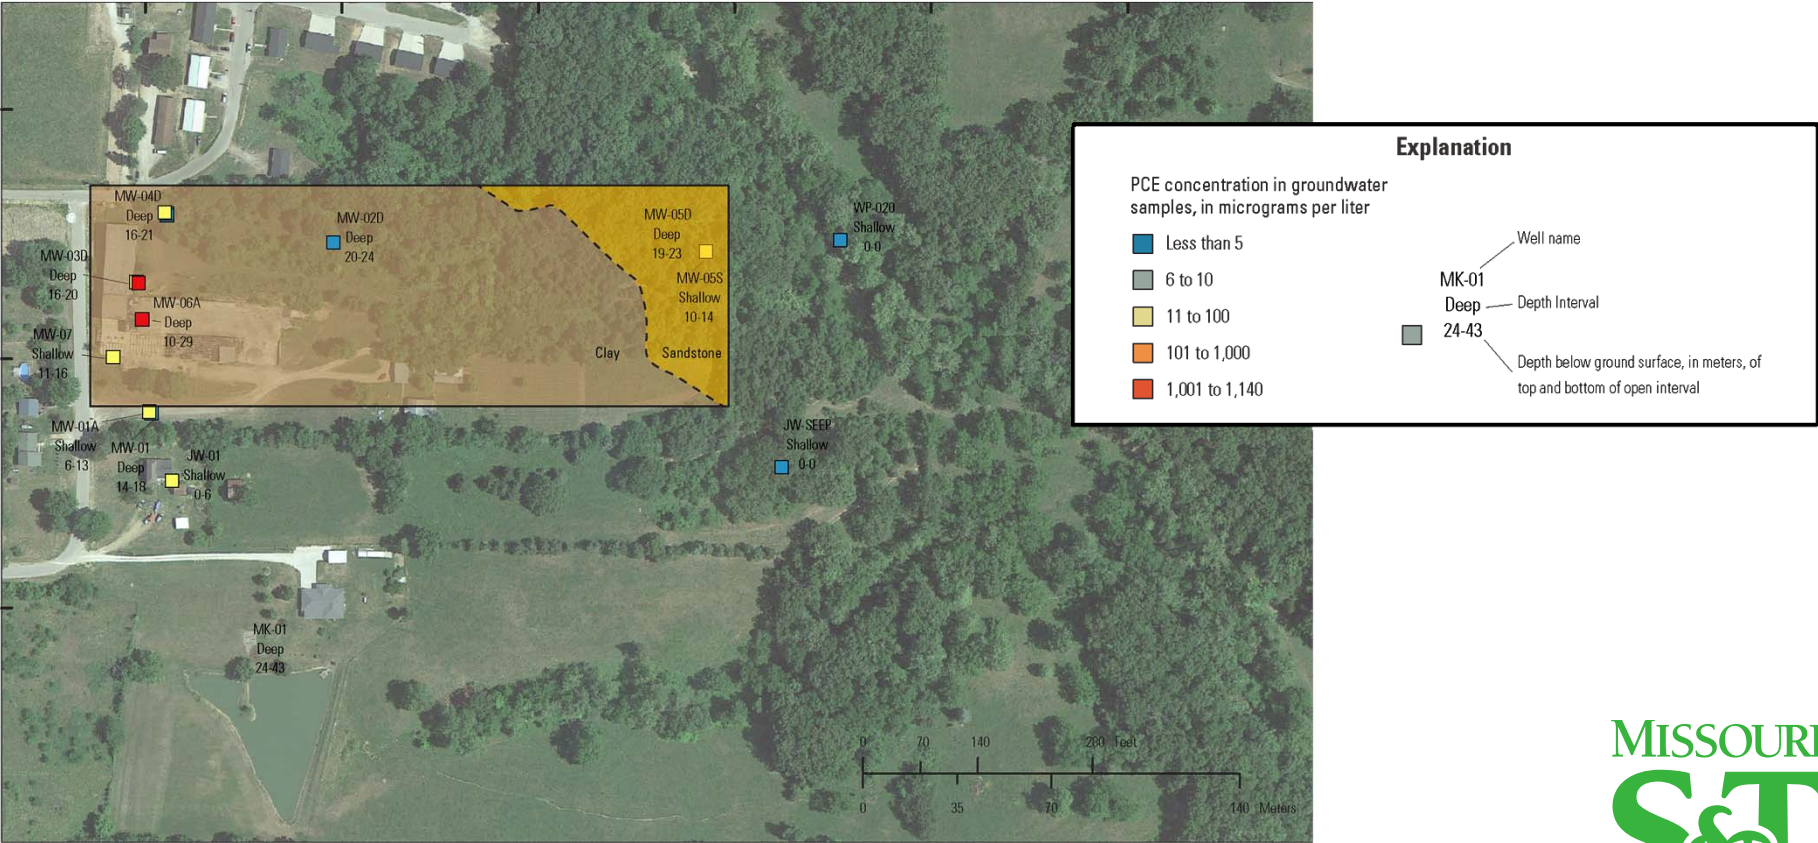 MW-04D
Deep
16-21
MW-02D
Deep
20-24
MW-05D
Deep
19-23
WP-020
Shallow
0-0
MW-03D
Deep
16-20
MW-05S
Shallow
10-14
MW-06A
Deep
10-29
MW-07
Shallow
11-16
Clay
Sandstone
MW-01A
Shallow
6-13
MW-01
Deep
14-18
JW-01
Shallow
0-6
JW-SEEP
Shallow
0-0
MK-01
Deep
24-43
0 70 140 280 Feet
0 35 70 140 Meters
Explanation
PCE concentration in groundwater
samples, in micrograms per liter
Less than 5
6 to 10
11 to 100
101 to 1,000
1,001 to 1,140
Well name
MK-01
Deep
Depth Interval
24-43
Depth below ground surface, in meters, of
top and bottom of open interval
MISSOURI
S&T